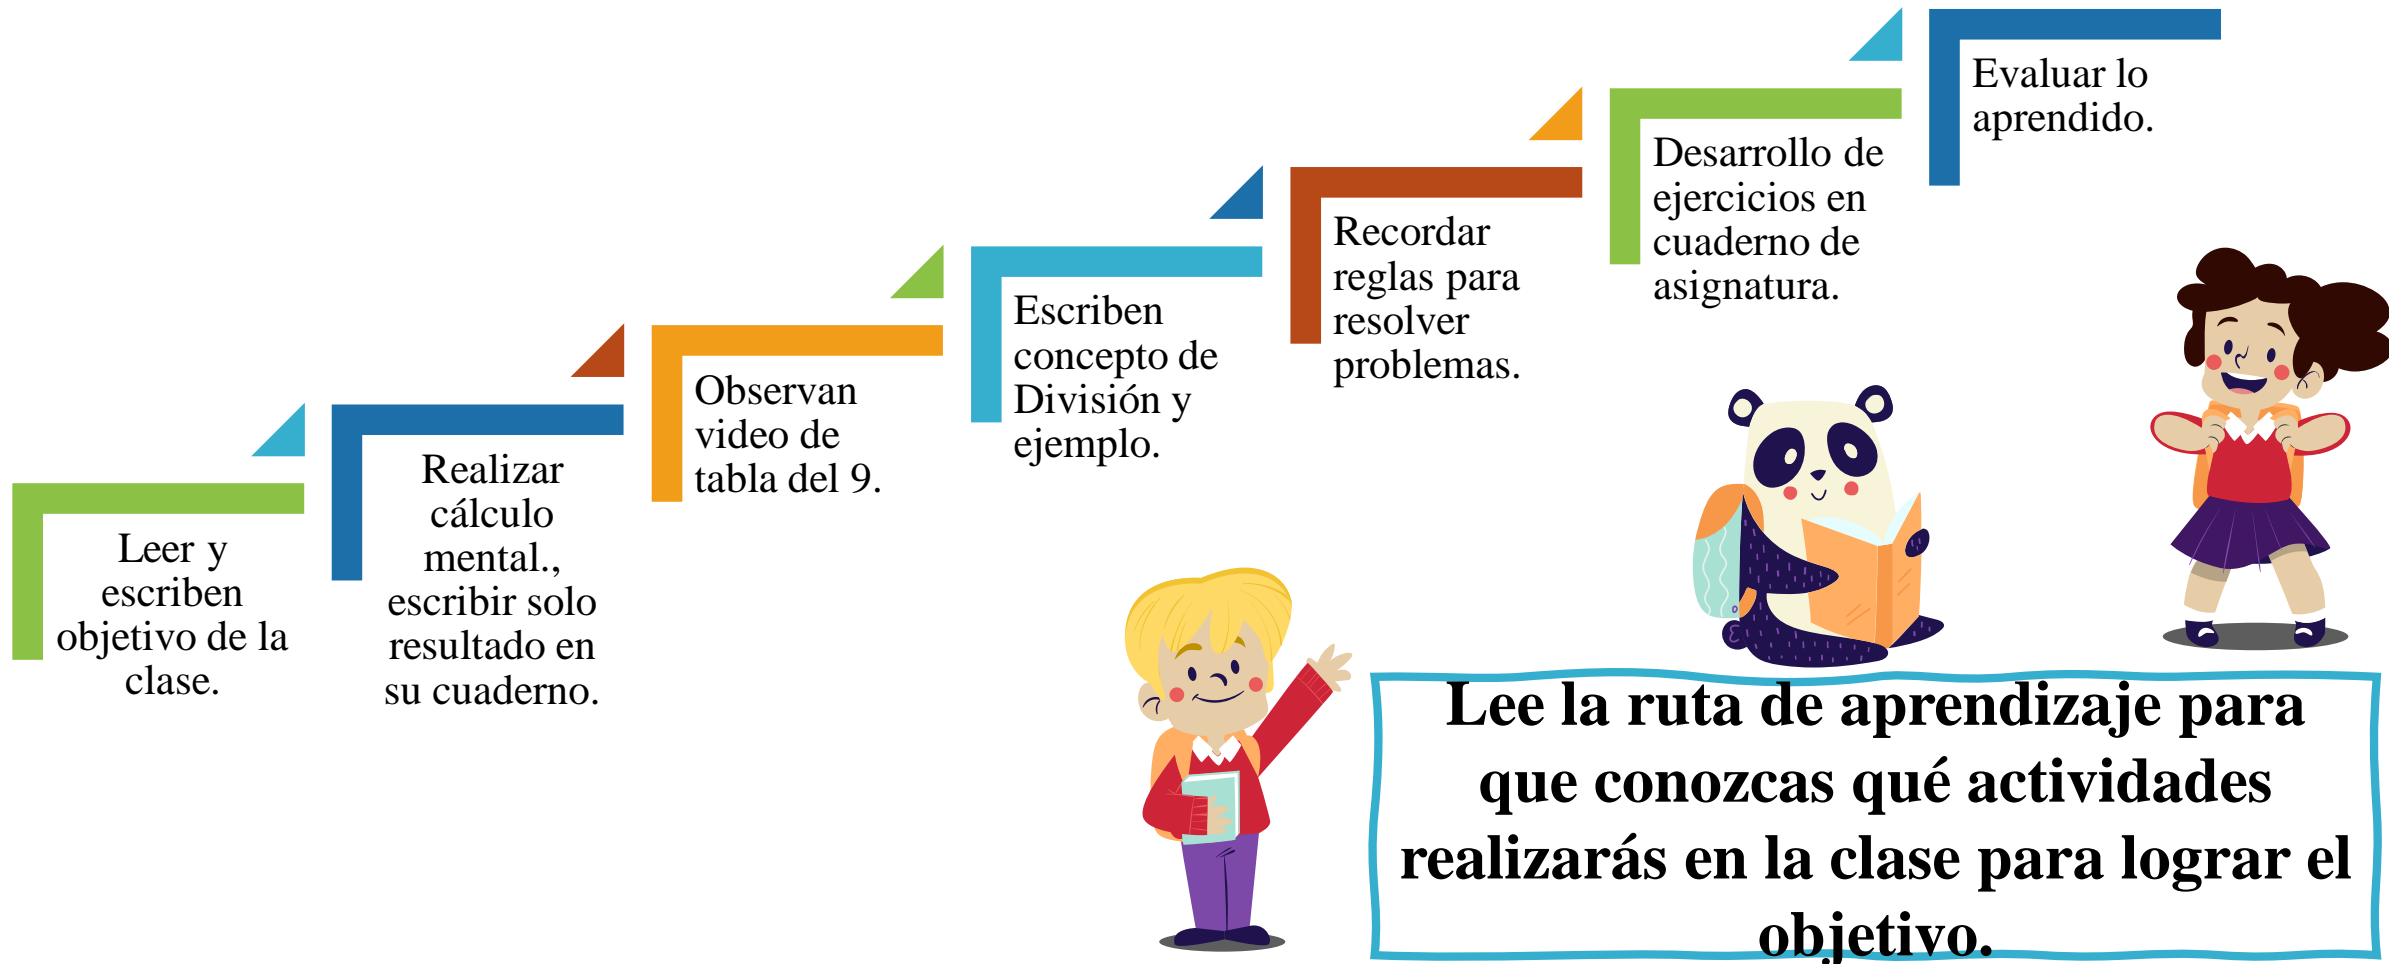 Leer y
escriben
objetivo de la
clase.
Realizar
cálculo
mental.,
escribir solo
resultado en
su cuaderno.
Observan
video de
tabla del 9.
Escriben
concepto de
División y
ejemplo.
Recordar
reglas para
resolver
problemas.
Desarrollo de
ejercicios en
cuaderno de
asignatura.
Evaluar lo
aprendido.
Lee la ruta de aprendizaje para
que conozcas qué actividades
realizarás en la clase para lograr el
objetivo.